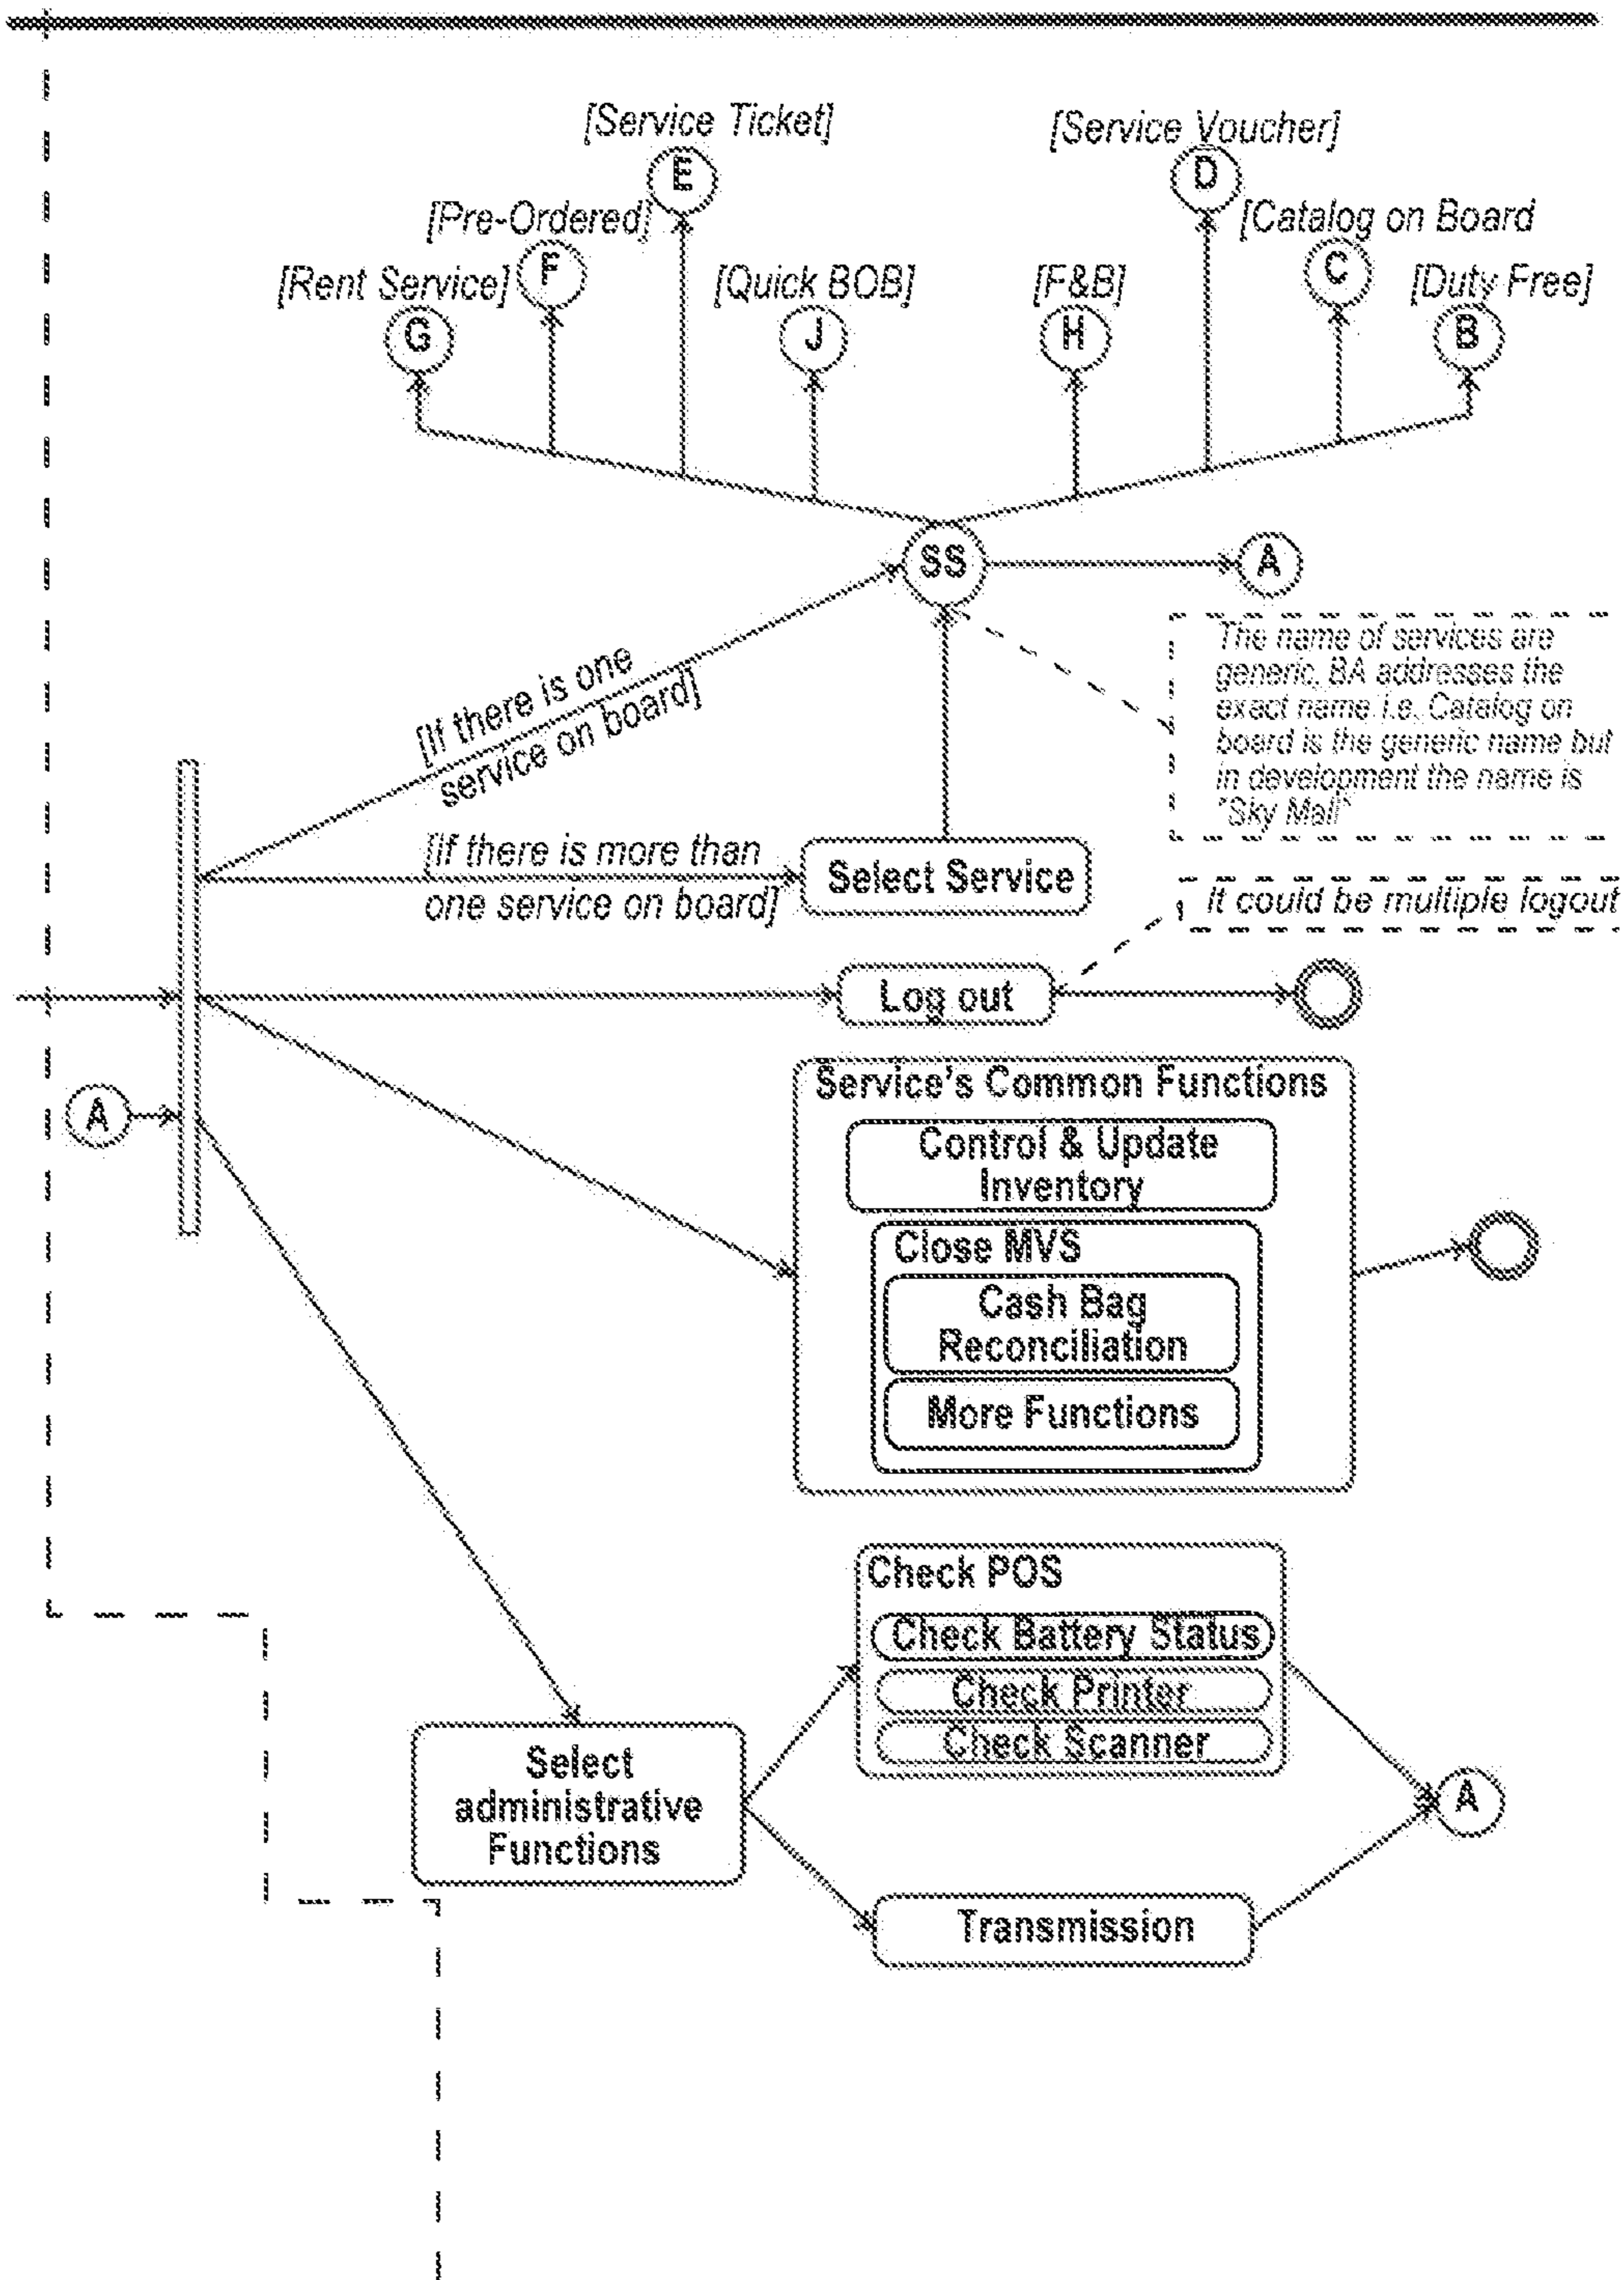 [Service Ticket]
[Service Voucher]
E
D
[Pre-Ordered]
[Catalog on Board
F
C
[Rent Service]
[Quick BOB]
[F&B]
[Duty Free]
G
J
H
B
SS
A
[If there is one
service on board]
The name of services are
generic, BA addresses the
exact name i.e. Catalog on
board is the generic name but
in development the name is
"Sky Mall"
[If there is more than
one service on board]
Select Service
It could be multiple logout
Log out
A
Service's Common Functions
Control & Update
Inventory
Close MVS
Cash Bag
Reconciliation
More Functions
Check POS
Check Battery Status
Check Printer
Check Scanner
Select
administrative
Functions
A
Transmission